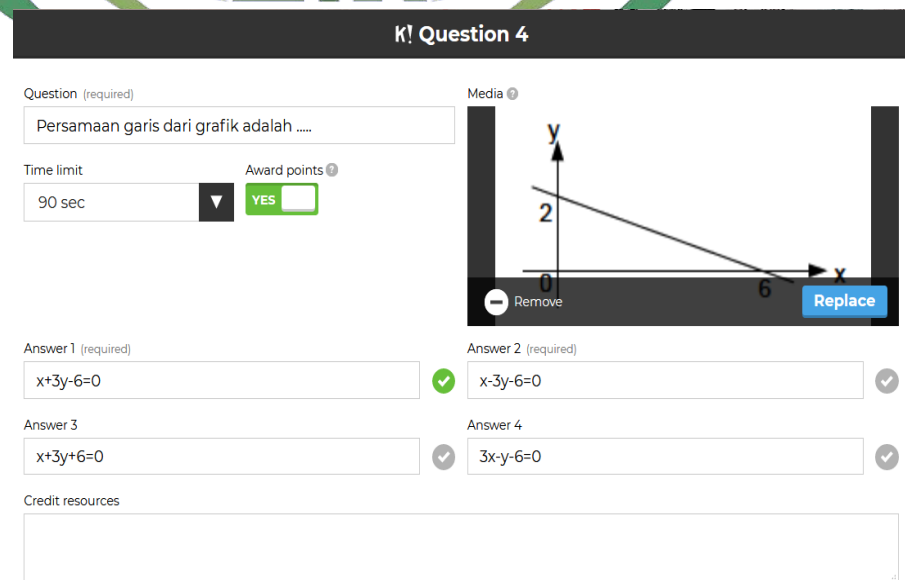 K! Question 4
Question (required)
Persamaan garis dari grafik adalah .....
Time limit
90 sec
Award points ?
YES
Media ?
y
2
0
6
x
Remove
Replace
Answer 1 (required)
x+3y-6=0
Answer 2 (required)
x-3y-6=0
Answer 3
x+3y+6=0
Answer 4
3x-y-6=0
Credit resources